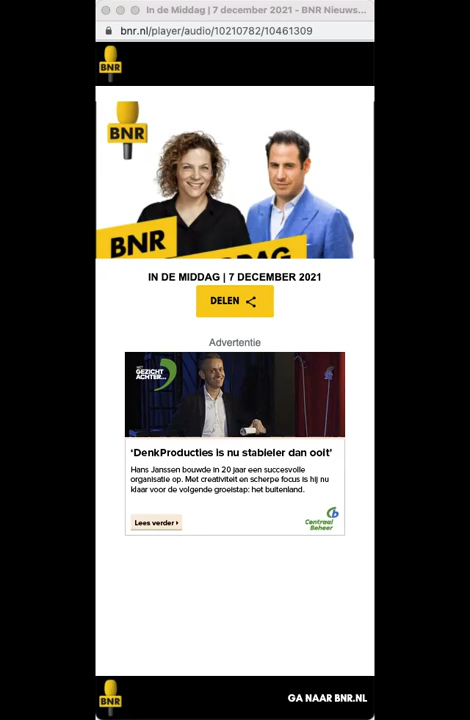 In de Middag | 7 december 2021 - BNR Nieuws...
bnr.nl/player/audio/10210782/10461309
BNR
BNR
BNR
DAG
IN DE MIDDAG | 7 DECEMBER 2021
DELEN
Advertentie
GEZICHT
ACHTER...
‘DenkProducties is nu stabieler dan ooit’
Hans Janssen bouwde in 20 jaar een succesvolle
organisatie op. Met creativiteit en scherpe focus is hij nu
klaar voor de volgende groeistap: het buitenland.
Lees verder
Centraal
Beheer
BNR
GA NAAR BNR.NL